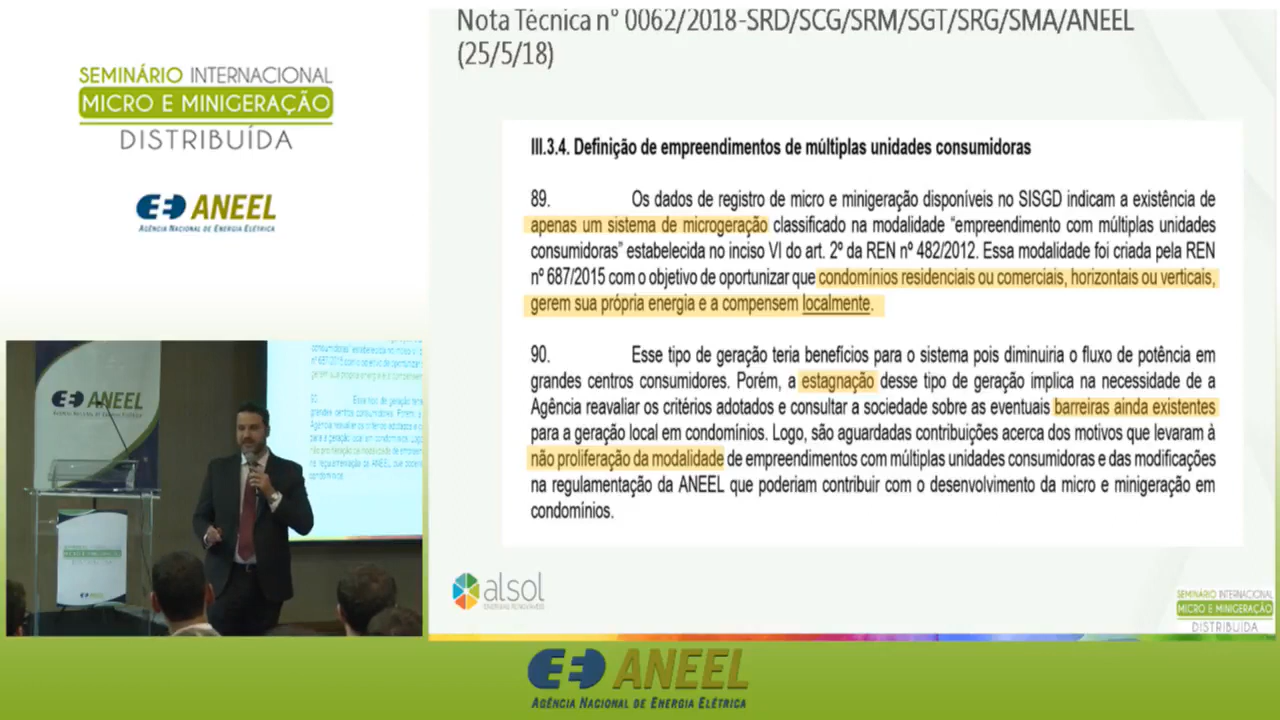 SEMINÁRIO INTERNACIONAL
MICRO E MINIGERAÇÃO
DISTRIBUÍDA
ANEEL
AGÊNCIA NACIONAL DE ENERGIA ELÉTRICA
Nota Técnica n° 0062/2018-SRD/SCG/SRM/SGT/SRG/SMA/ANEEL
(25/5/18)
III.3.4. Definição de empreendimentos de múltiplas unidades consumidoras
89. Os dados de registro de micro e minigeração disponíveis no SISGD indicam a existência de
apenas um sistema de microgeração classificado na modalidade “empreendimento com múltiplas unidades
consumidoras” estabelecida no inciso VI do art. 2º da REN nº 482/2012. Essa modalidade foi criada pela REN
nº 687/2015 com o objetivo de oportunizar que condomínios residenciais ou comerciais, horizontais ou verticais,
gerem sua própria energia e a compensem localmente.
90. Esse tipo de geração teria benefícios para o sistema pois diminuiria o fluxo de potência em
grandes centros consumidores. Porém, a estagnação desse tipo de geração implica na necessidade de a
Agência reavaliar os critérios adotados e consultar a sociedade sobre as eventuais barreiras ainda existentes
para a geração local em condomínios. Logo, são aguardadas contribuições acerca dos motivos que levaram à
não proliferação da modalidade de empreendimentos com múltiplas unidades consumidoras e das modificações
na regulamentação da ANEEL que poderiam contribuir com o desenvolvimento da micro e minigeração em
condomínios.
alsol
SEMINÁRIO INTERNACIONAL
MICRO E MINIGERAÇÃO
DISTRIBUÍDA
ANEEL
ANEEL
AGÊNCIA NACIONAL DE ENERGIA ELÉTRICA